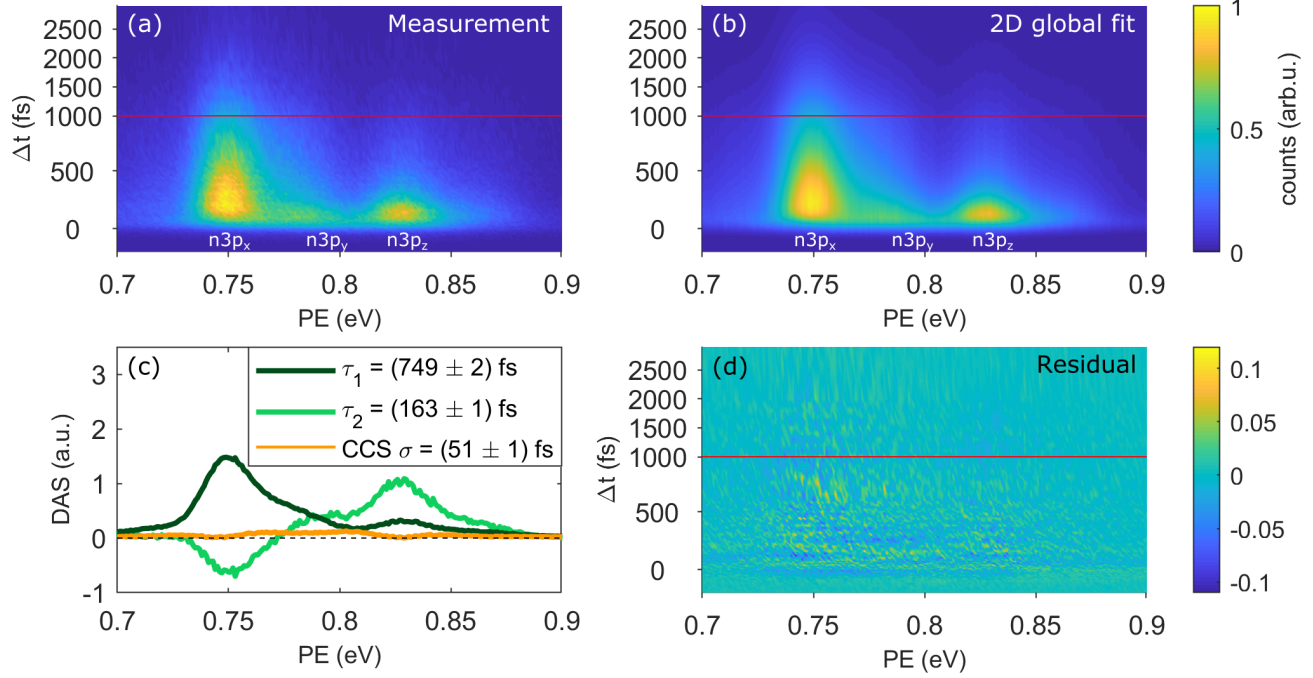 (a) Measurement
2500
2000
1500
1000
500
0
Δt (fs)
n3pₓ n3p_y n3p_z
0.7 0.75 0.8 0.85 0.9
PE (eV)
(b) 2D global fit
2500
2000
1500
1000
500
0
n3pₓ n3p_y n3p_z
0.7 0.75 0.8 0.85 0.9
PE (eV)
1
0.5
0
counts (arb.u.)
(c)
τ₁ = (749 ± 2) fs
τ₂ = (163 ± 1) fs
CCS σ = (51 ± 1) fs
3
2
1
0
-1
DAS (a.u.)
0.7 0.75 0.8 0.85 0.9
PE (eV)
(d) Residual
2500
2000
1500
1000
500
0
Δt (fs)
0.7 0.75 0.8 0.85 0.9
PE (eV)
0.1
0.05
0
-0.05
-0.1